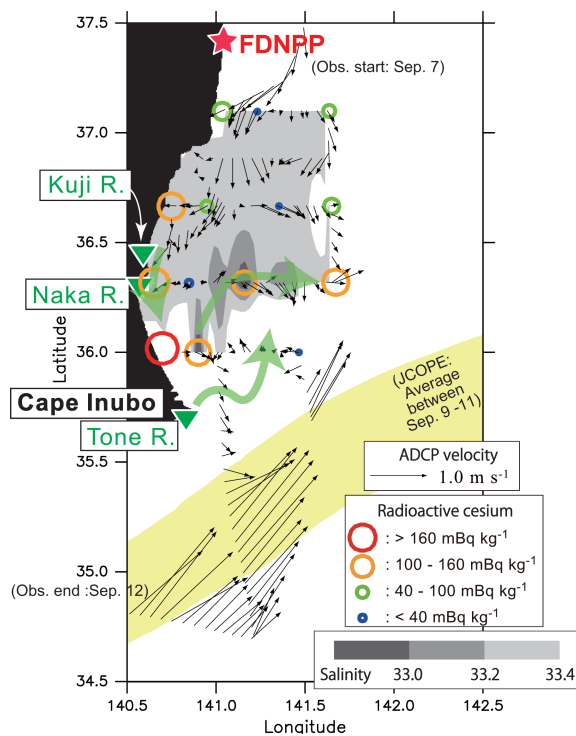 37.5
FDNPP
(Obs. start: Sep. 7)
37.0
Kuji R.
36.5
Naka R.
Latitude
36.0
Cape Inubo
Tone R.
(JCOPE:
Average
between
Sep. 9 -11)
35.5
ADCP velocity
1.0 m s-1
Radioactive cesium
: > 160 mBq kg-1
: 100 - 160 mBq kg-1
: 40 - 100 mBq kg-1
: < 40 mBq kg-1
35.0
(Obs. end :Sep. 12)
Salinity 33.0 33.2 33.4
34.5
140.5 141.0 141.5 142.0 142.5
Longitude